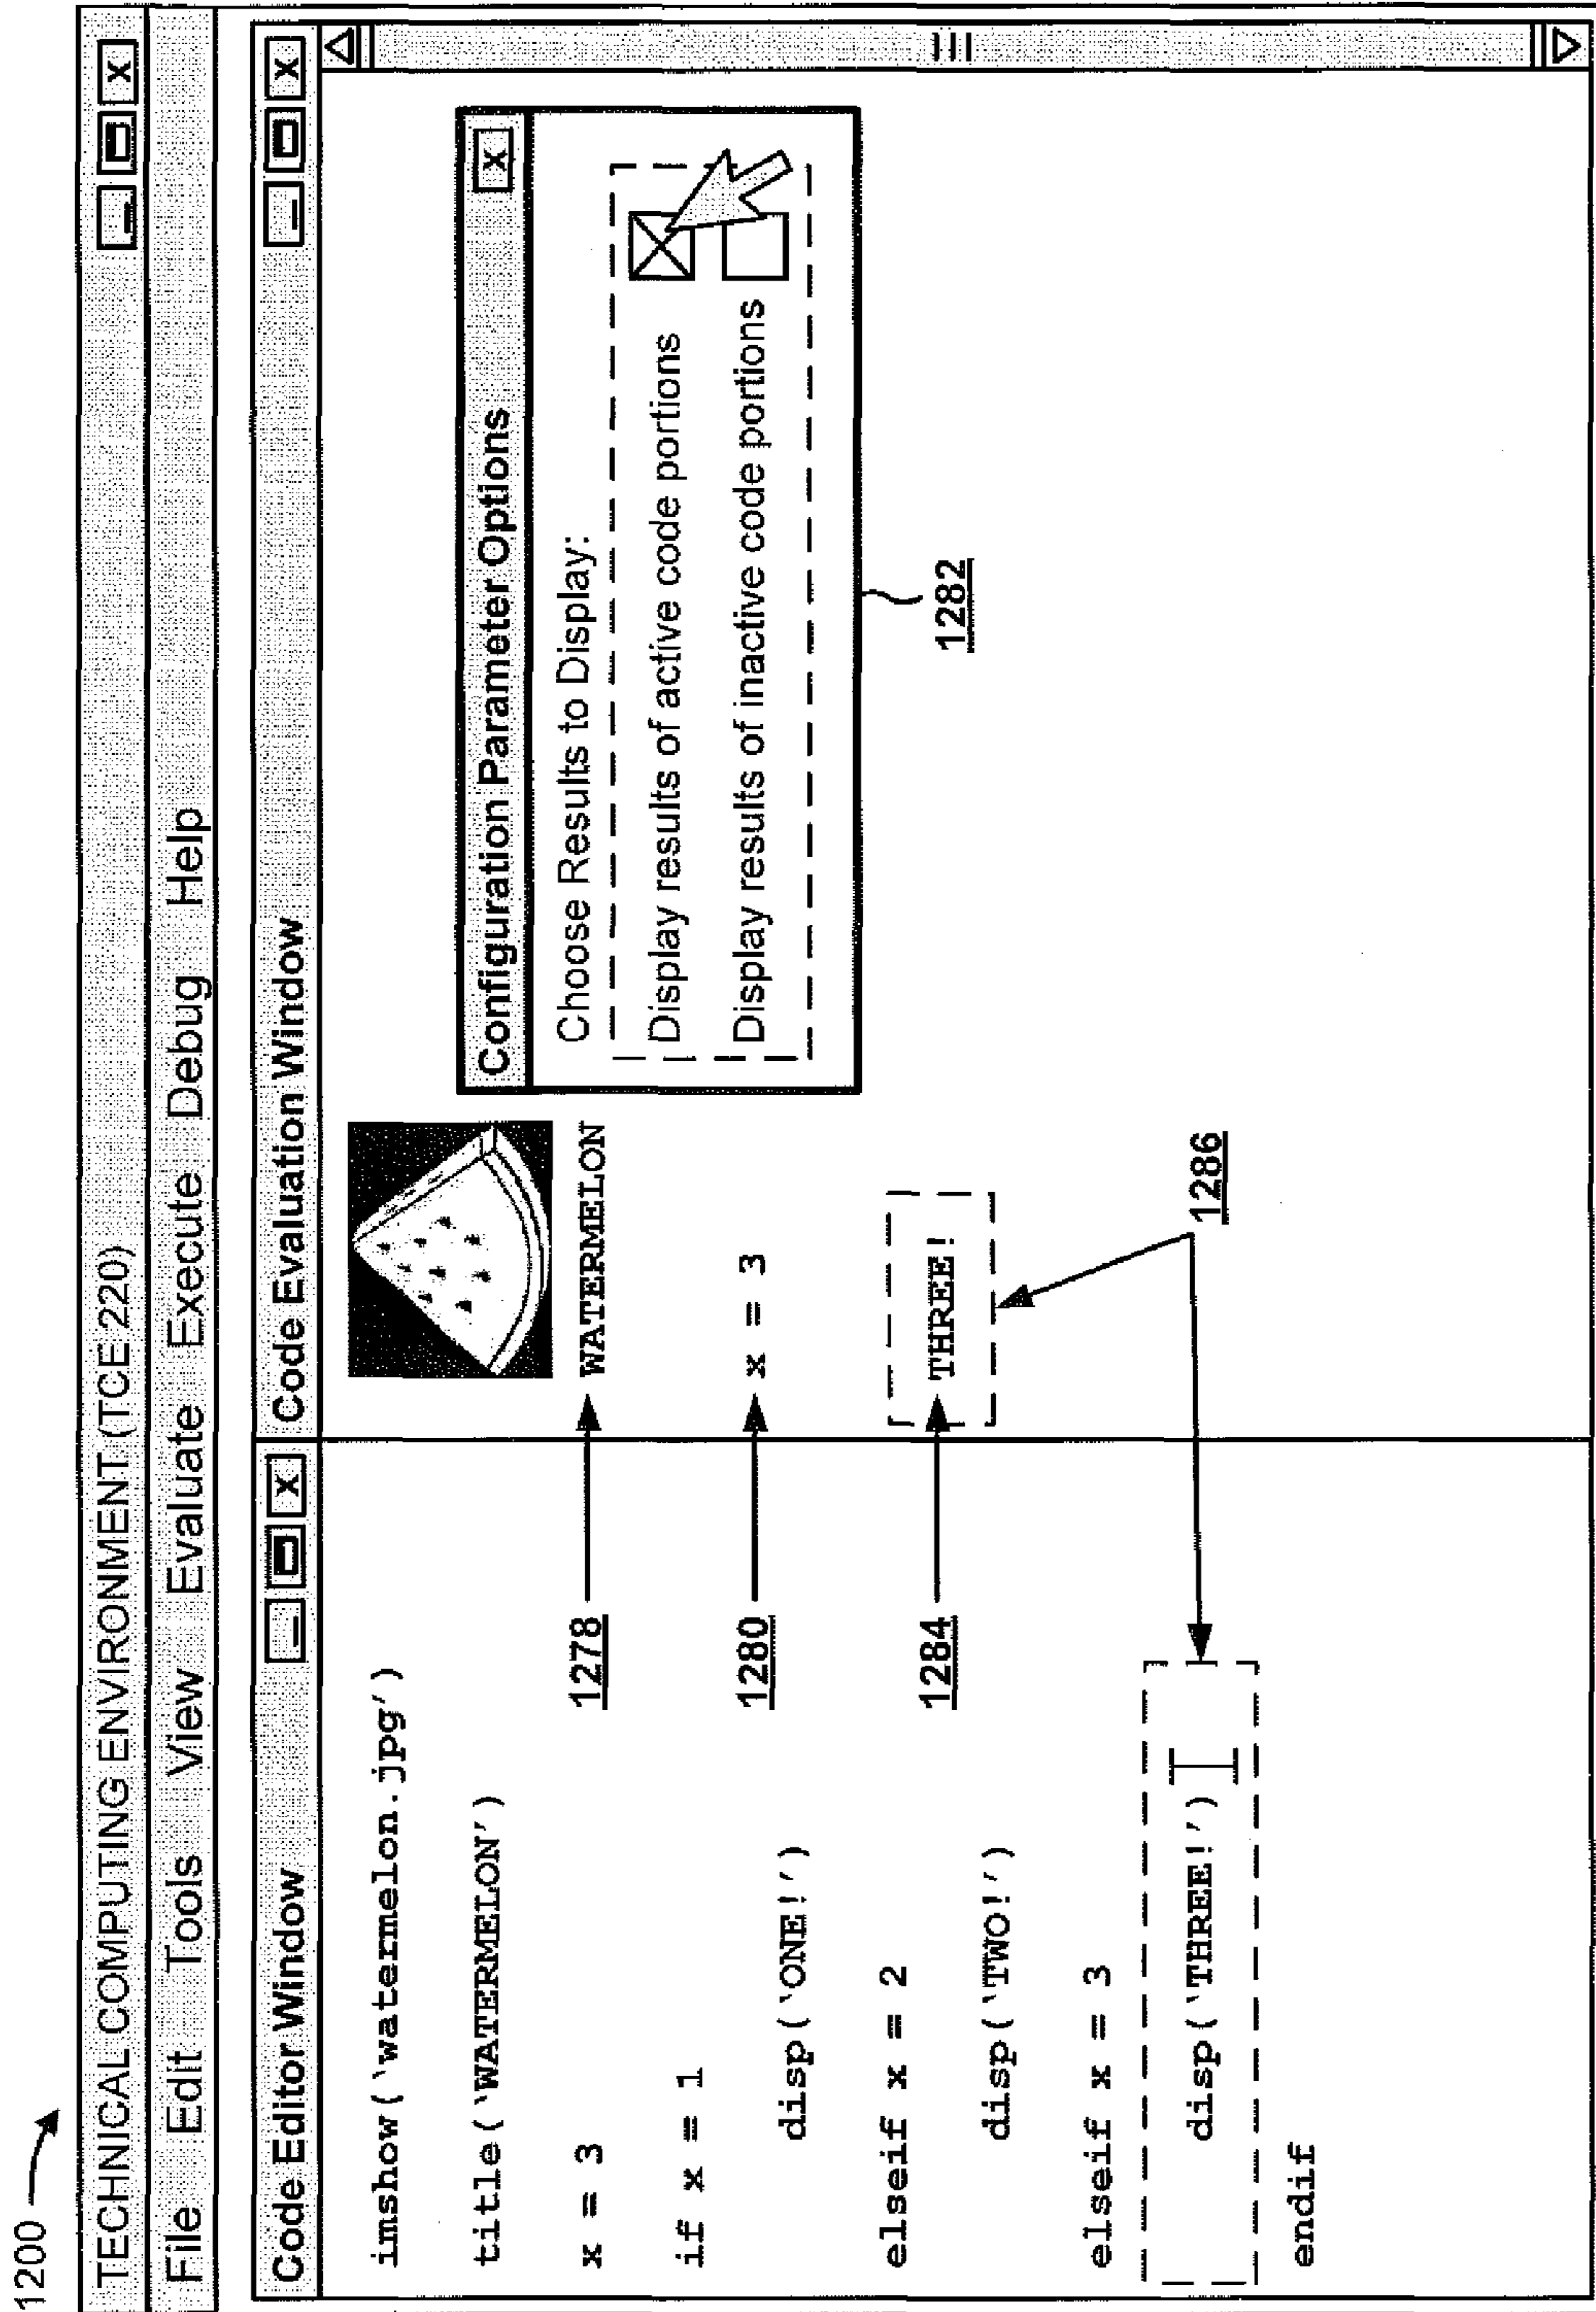 1200
TECHNICAL COMPUTING ENVIRONMENT (TCE 220)
_ X
File Edit Tools View Evaluate Execute Debug Help
Code Editor Window
_ X
imshow(‵watermelon.jpg′)
title(‵WATERMELON′)
x = 3
if x = 1
disp(‵ONE!′)
elseif x = 2
disp(‵TWO!′)
elseif x = 3
disp(‵THREE!′)
endif
1278
1280
1284
Code Evaluation Window
_ X
WATERMELON
x = 3
THREE!
1286
Configuration Parameter Options
X
Choose Results to Display:
Display results of active code portions
Display results of inactive code portions
1282